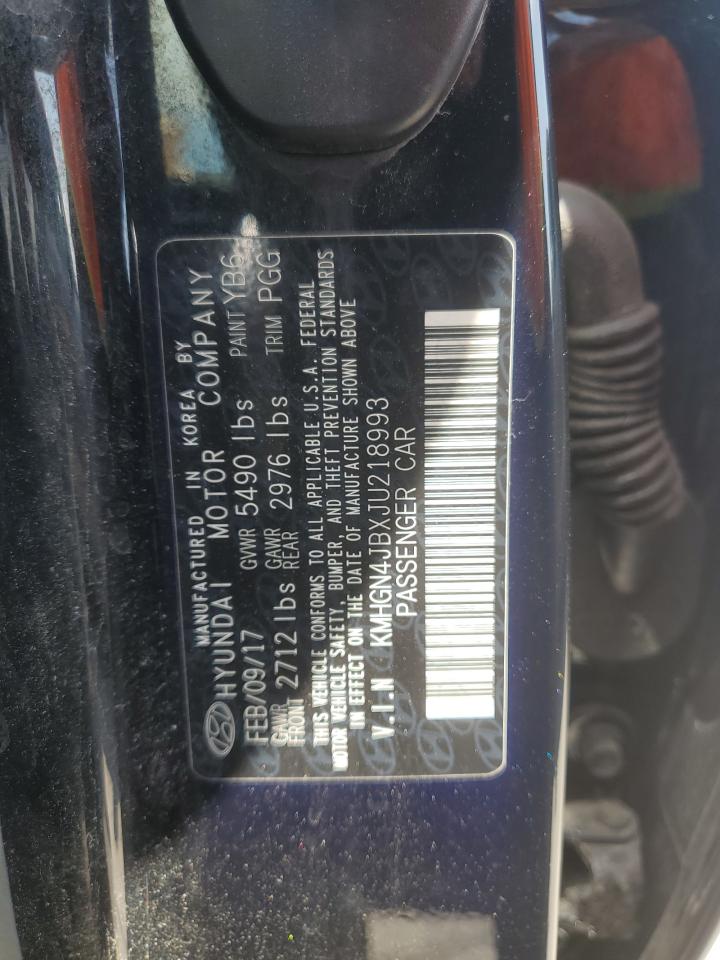 MANUFACTURED IN KOREA BY
HYUNDAI MOTOR COMPANY
FEB/09/17 GVWR 5490 lbs PAINT YB6
GAWR FRONT 2712 lbs GAWR REAR 2976 lbs TRIM PGG
THIS VEHICLE CONFORMS TO ALL APPLICABLE U.S.A. FEDERAL
MOTOR VEHICLE SAFETY, BUMPER, AND THEFT PREVENTION STANDARDS
IN EFFECT ON THE DATE OF MANUFACTURE SHOWN ABOVE
V.I.N KMHGN4JBXJU218993
PASSENGER CAR